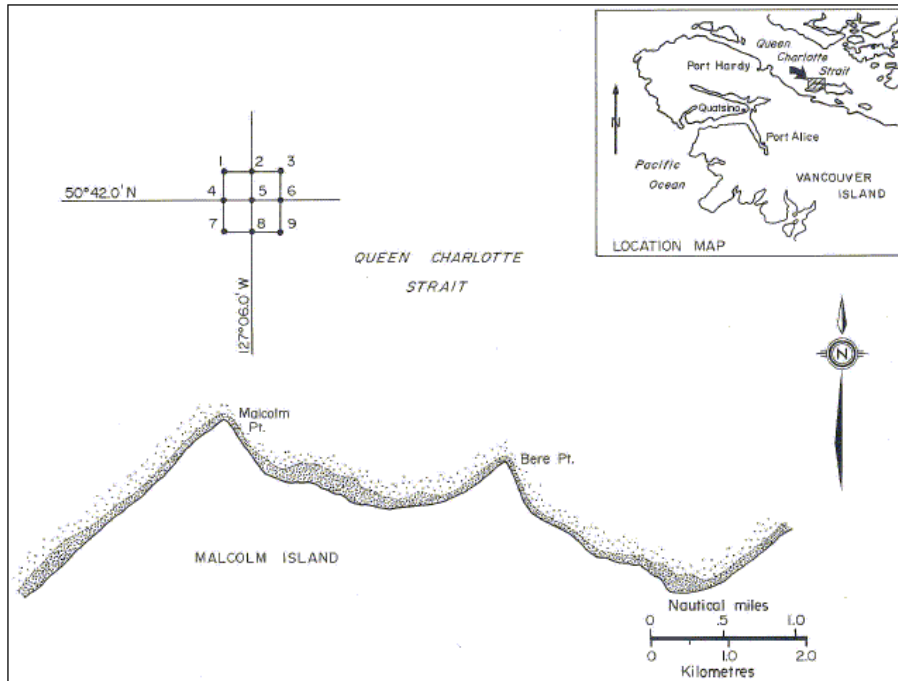 Queen
Charlotte
Strait
Port Hardy
N
Quatsino
Port Alice
Pacific
Ocean
VANCOUVER
ISLAND
LOCATION MAP
1 2 3
50°42.0'N 4 5 6
7 8 9
127°06.0'W
QUEEN CHARLOTTE
STRAIT
N
Malcolm
Pt.
Bere Pt.
MALCOLM ISLAND
Nautical miles
0 .5 1.0
0 1.0 2.0
Kilometres